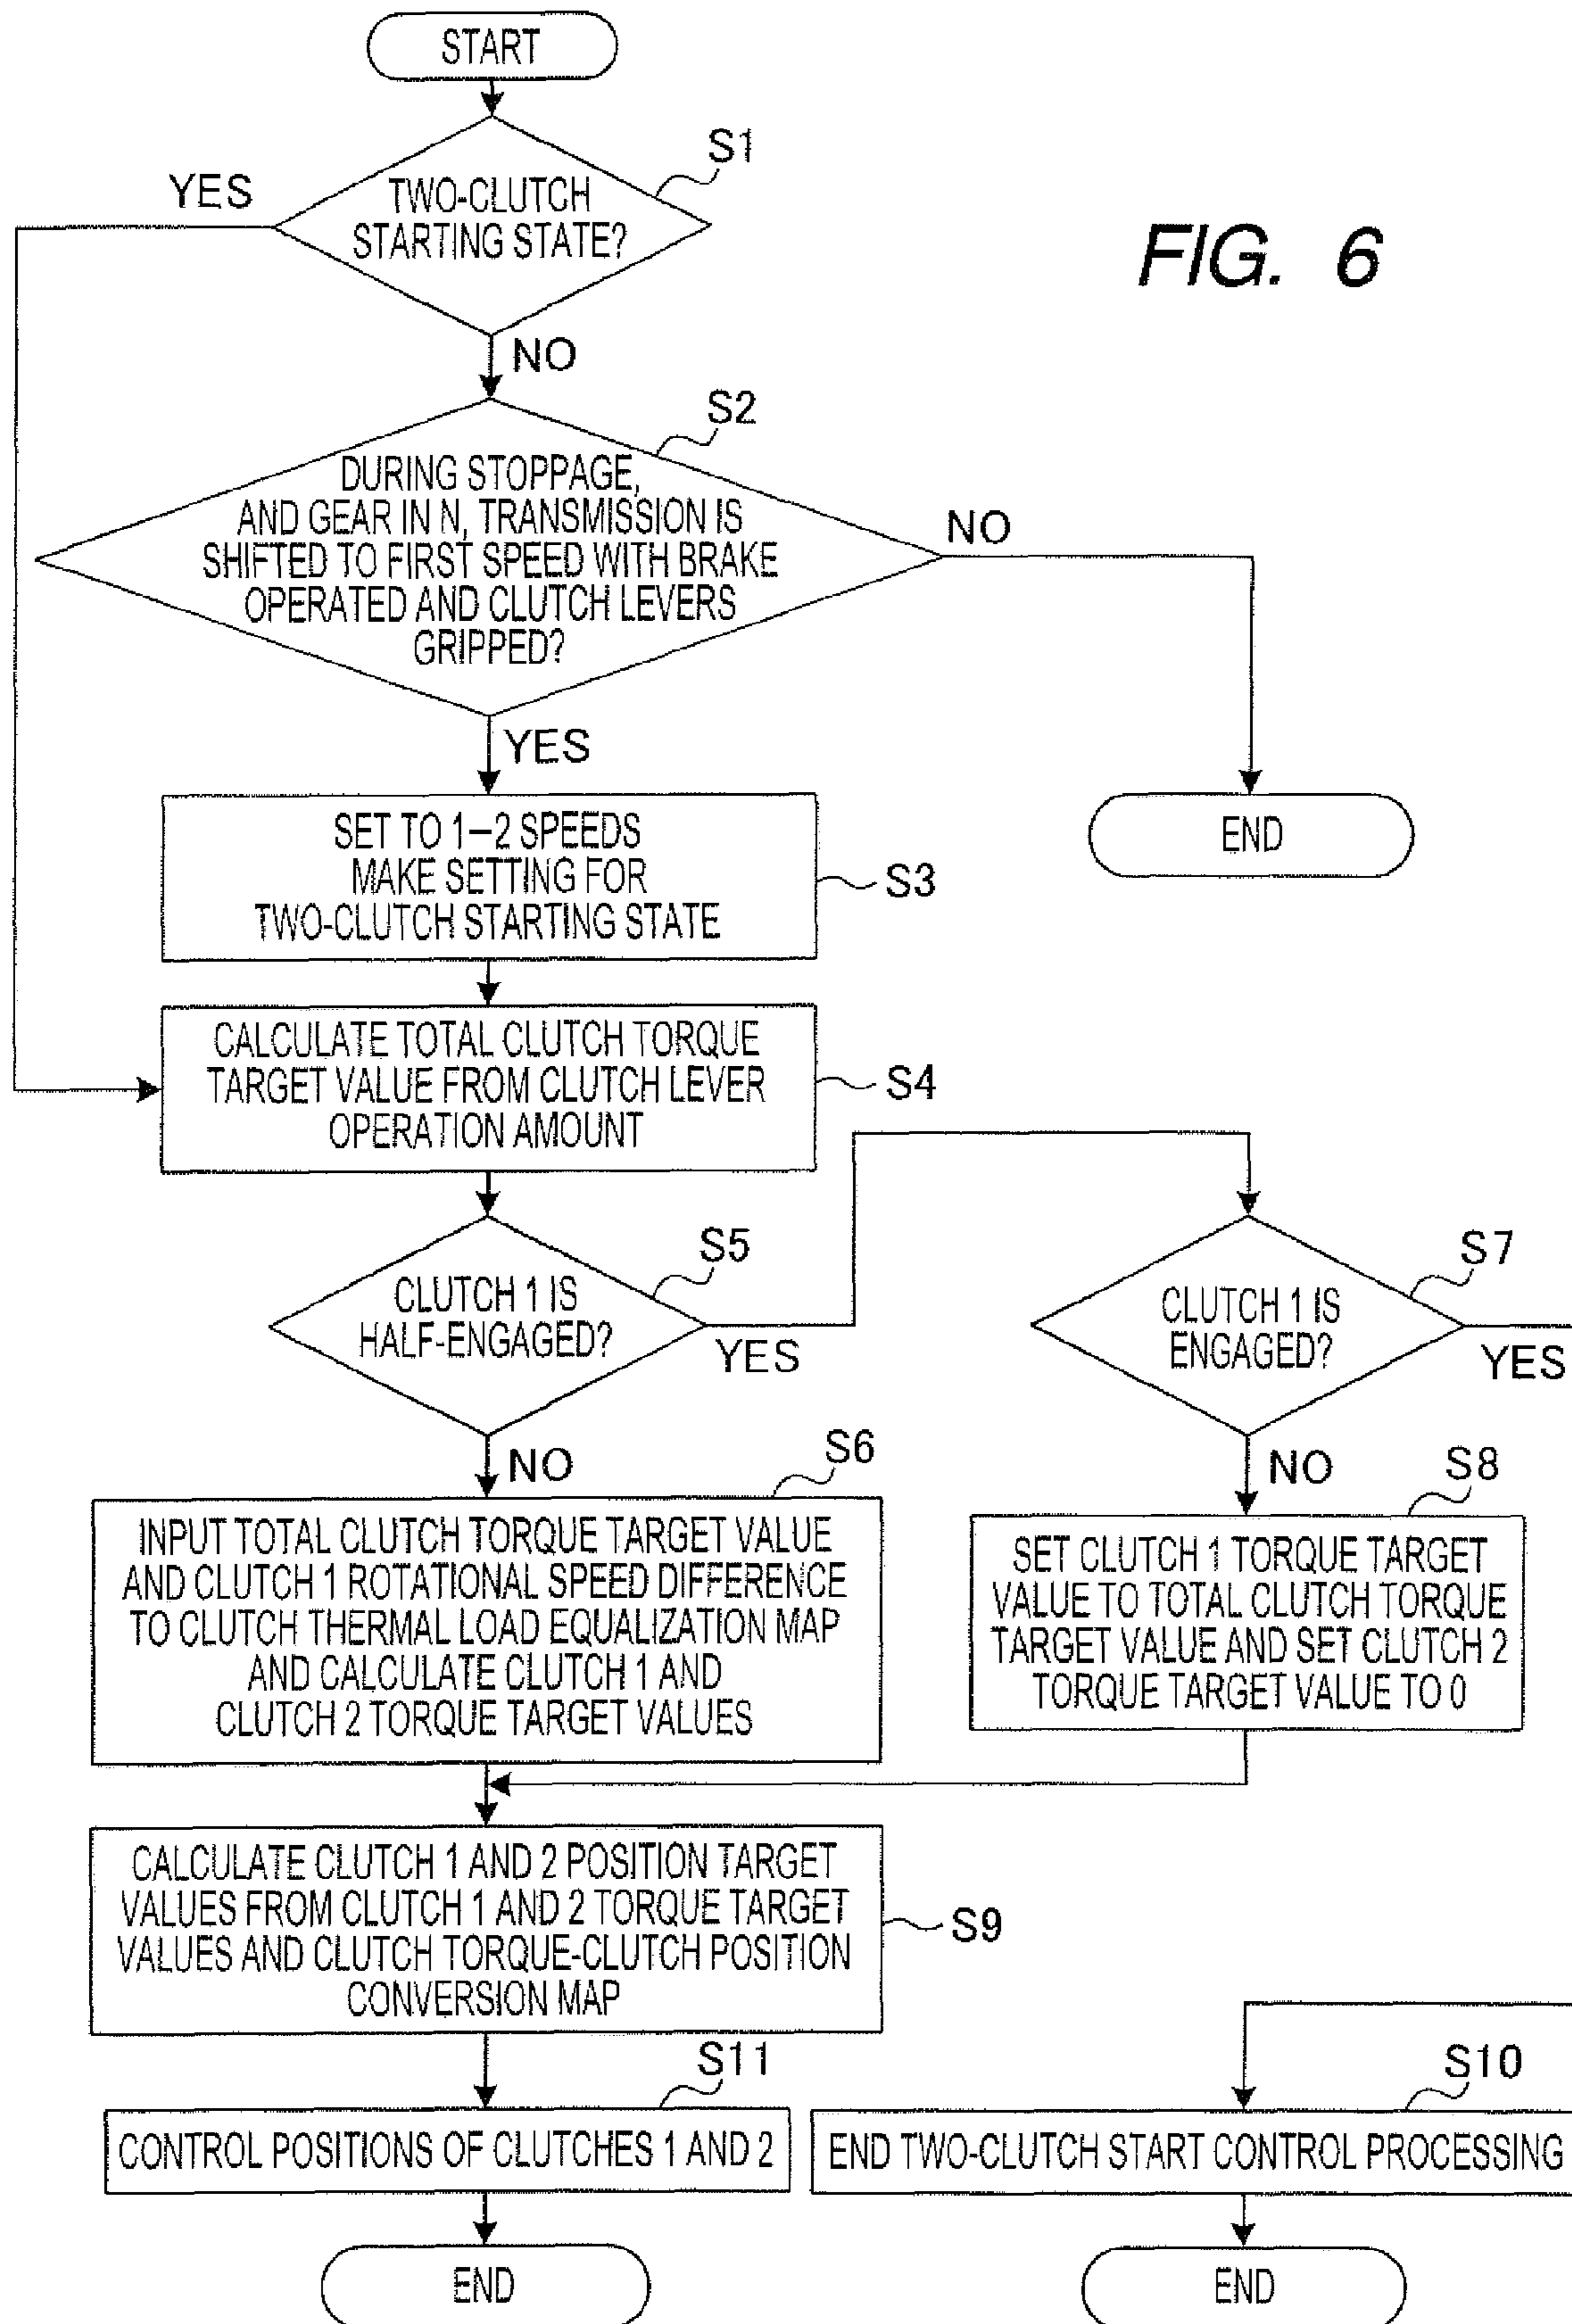 START
S1
YES
TWO-CLUTCH
STARTING STATE?
FIG. 6
NO
S2
DURING STOPPAGE,
AND GEAR IN N, TRANSMISSION IS
SHIFTED TO FIRST SPEED WITH BRAKE
OPERATED AND CLUTCH LEVERS
GRIPPED?
NO
YES
END
SET TO 1–2 SPEEDS
MAKE SETTING FOR
TWO-CLUTCH STARTING STATE
S3
CALCULATE TOTAL CLUTCH TORQUE
TARGET VALUE FROM CLUTCH LEVER
OPERATION AMOUNT
S4
S5
CLUTCH 1 IS
HALF-ENGAGED?
YES
S7
CLUTCH 1 IS
ENGAGED?
YES
NO
S6
INPUT TOTAL CLUTCH TORQUE TARGET VALUE
AND CLUTCH 1 ROTATIONAL SPEED DIFFERENCE
TO CLUTCH THERMAL LOAD EQUALIZATION MAP
AND CALCULATE CLUTCH 1 AND
CLUTCH 2 TORQUE TARGET VALUES
NO
S8
SET CLUTCH 1 TORQUE TARGET
VALUE TO TOTAL CLUTCH TORQUE
TARGET VALUE AND SET CLUTCH 2
TORQUE TARGET VALUE TO 0
CALCULATE CLUTCH 1 AND 2 POSITION TARGET
VALUES FROM CLUTCH 1 AND 2 TORQUE TARGET
VALUES AND CLUTCH TORQUE-CLUTCH POSITION
CONVERSION MAP
S9
S11
CONTROL POSITIONS OF CLUTCHES 1 AND 2
S10
END TWO-CLUTCH START CONTROL PROCESSING
END
END